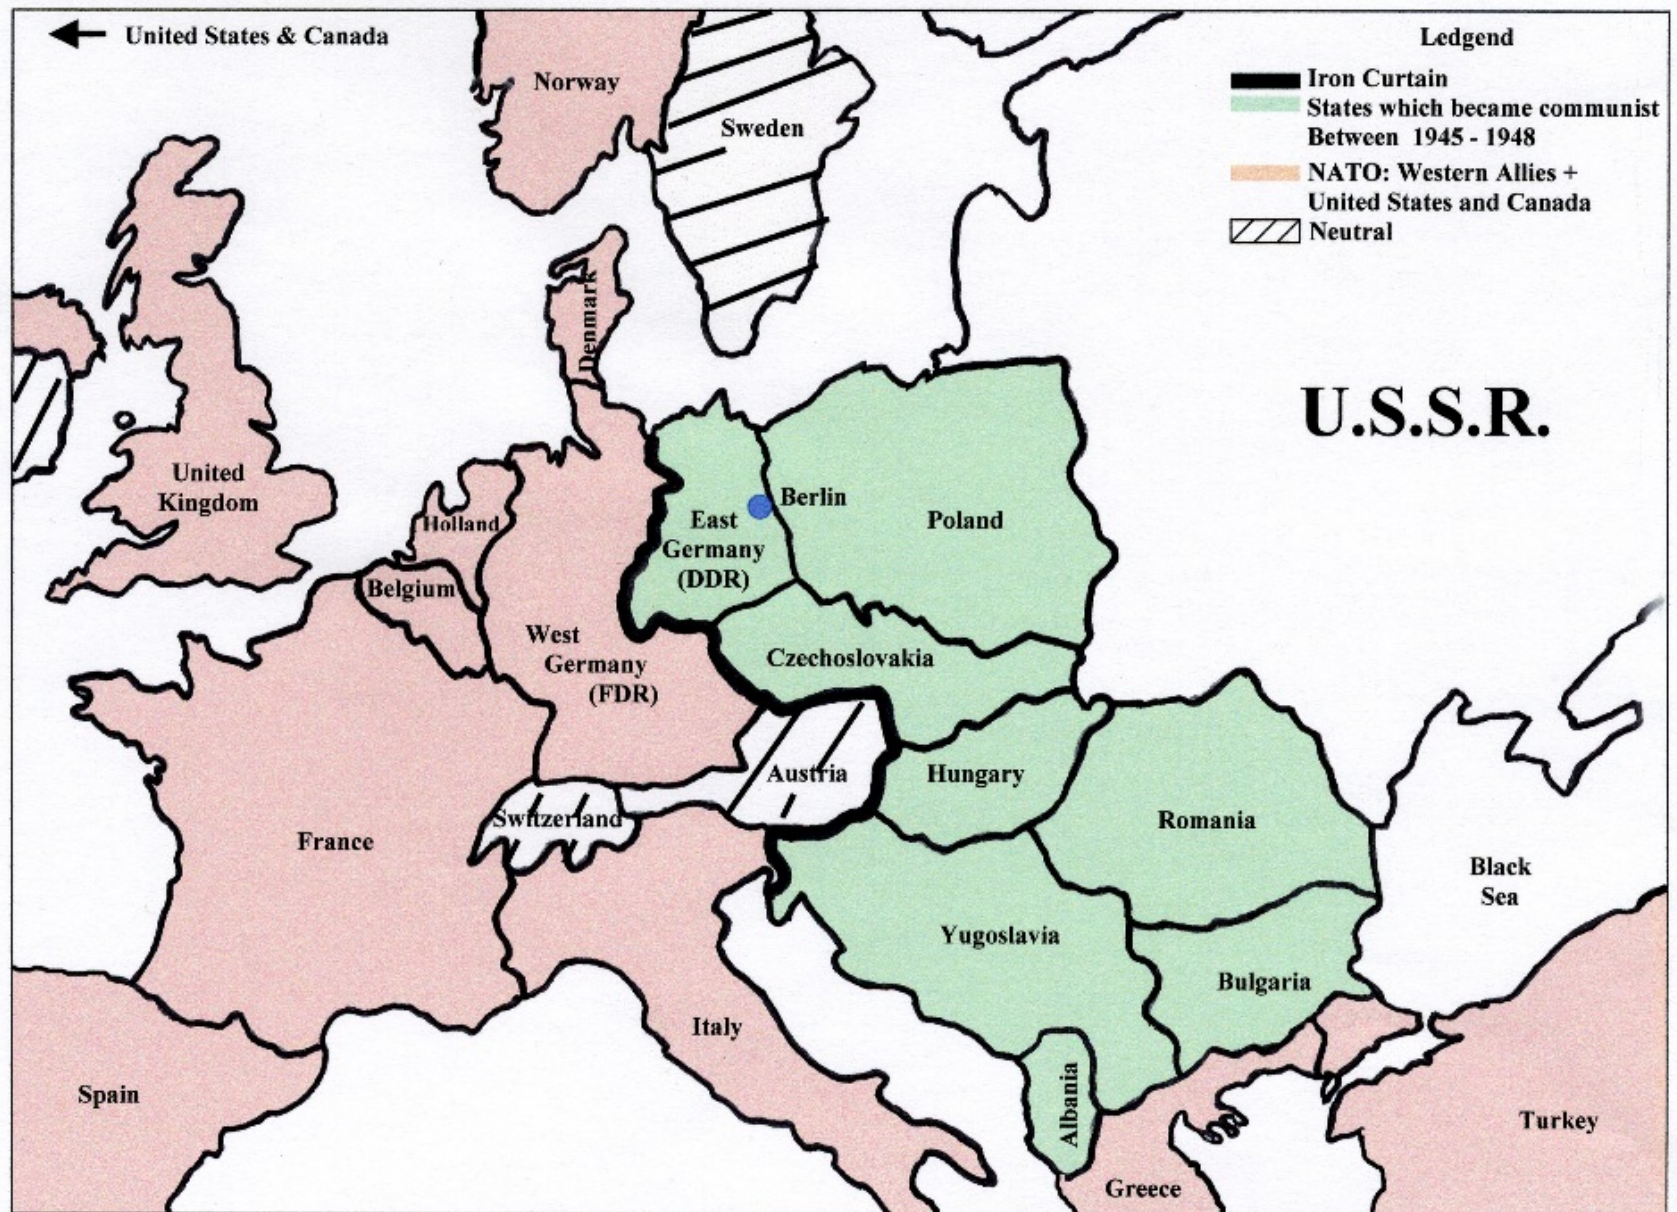 United States & Canada
Ledgend
Iron Curtain
States which became communist
Between 1945 - 1948
NATO: Western Allies +
United States and Canada
Neutral
Norway
Sweden
Denmark
U.S.S.R.
United
Kingdom
Holland
Belgium
Berlin
East
Germany
(DDR)
Poland
West
Germany
(FDR)
Czechoslovakia
Austria
Hungary
Switzerland
France
Romania
Black
Sea
Yugoslavia
Bulgaria
Italy
Spain
Albania
Turkey
Greece